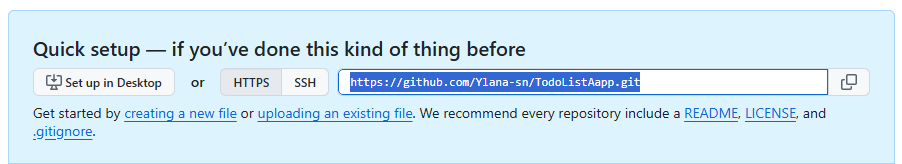 Quick setup — if you’ve done this kind of thing before
Set up in Desktop or HTTPS SSH https://github.com/Ylana-sn/TodoListAapp.git
Get started by creating a new file or uploading an existing file. We recommend every repository include a README, LICENSE, and
.gitignore.